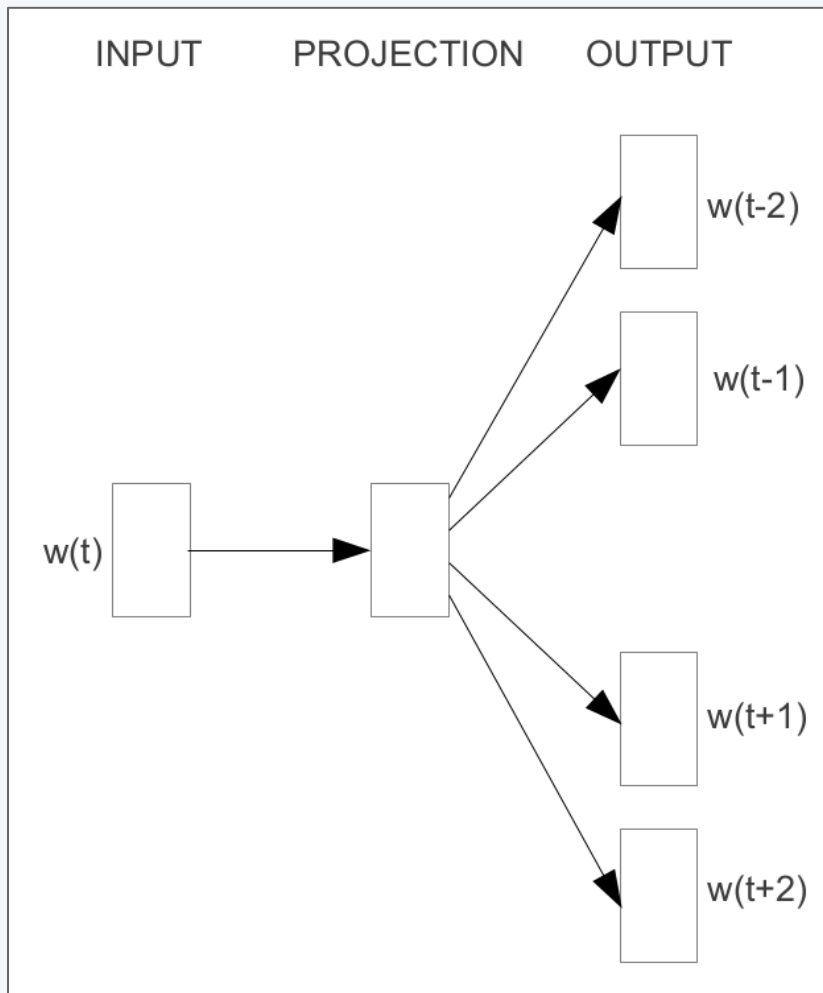 INPUT PROJECTION OUTPUT
w(t-2)
w(t-1)
w(t)
w(t+1)
w(t+2)